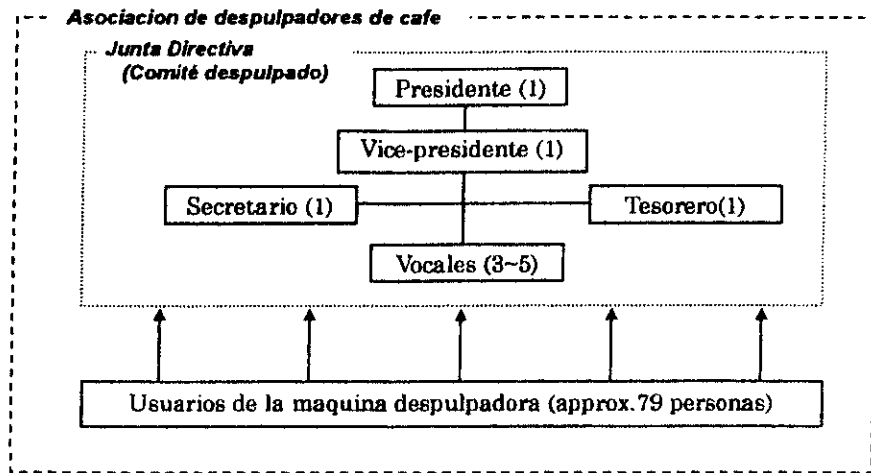 Asociacion de despulpadores de cafe
Junta Directiva
(Comité despulpado)
Presidente (1)
Vice-presidente (1)
Secretario (1)
Tesorero(1)
Vocales (3~5)
Usuarios de la maquina despulpadora (approx.79 personas)